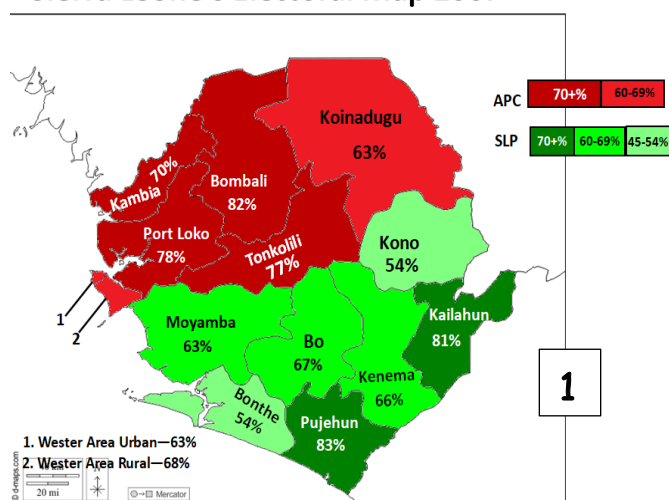 APC
70+%
60-69%
SLP
70+%
60-69%
45-54%
Koinadugu
63%
Bombali
82%
70%
Kambia
Port Loko
78%
Tonkolili
77%
Kono
54%
Moyamba
63%
Bo
67%
Kailahun
81%
Kenema
66%
Bonthe
54%
Pujehun
83%
1
2
1
1. Wester Area Urban—63%
2. Wester Area Rural—68%
20 mi
Mercator
© d-maps.com